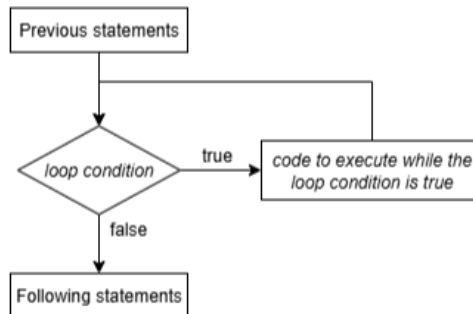 Previous statements
loop condition
true
code to execute while the
loop condition is true
false
Following statements